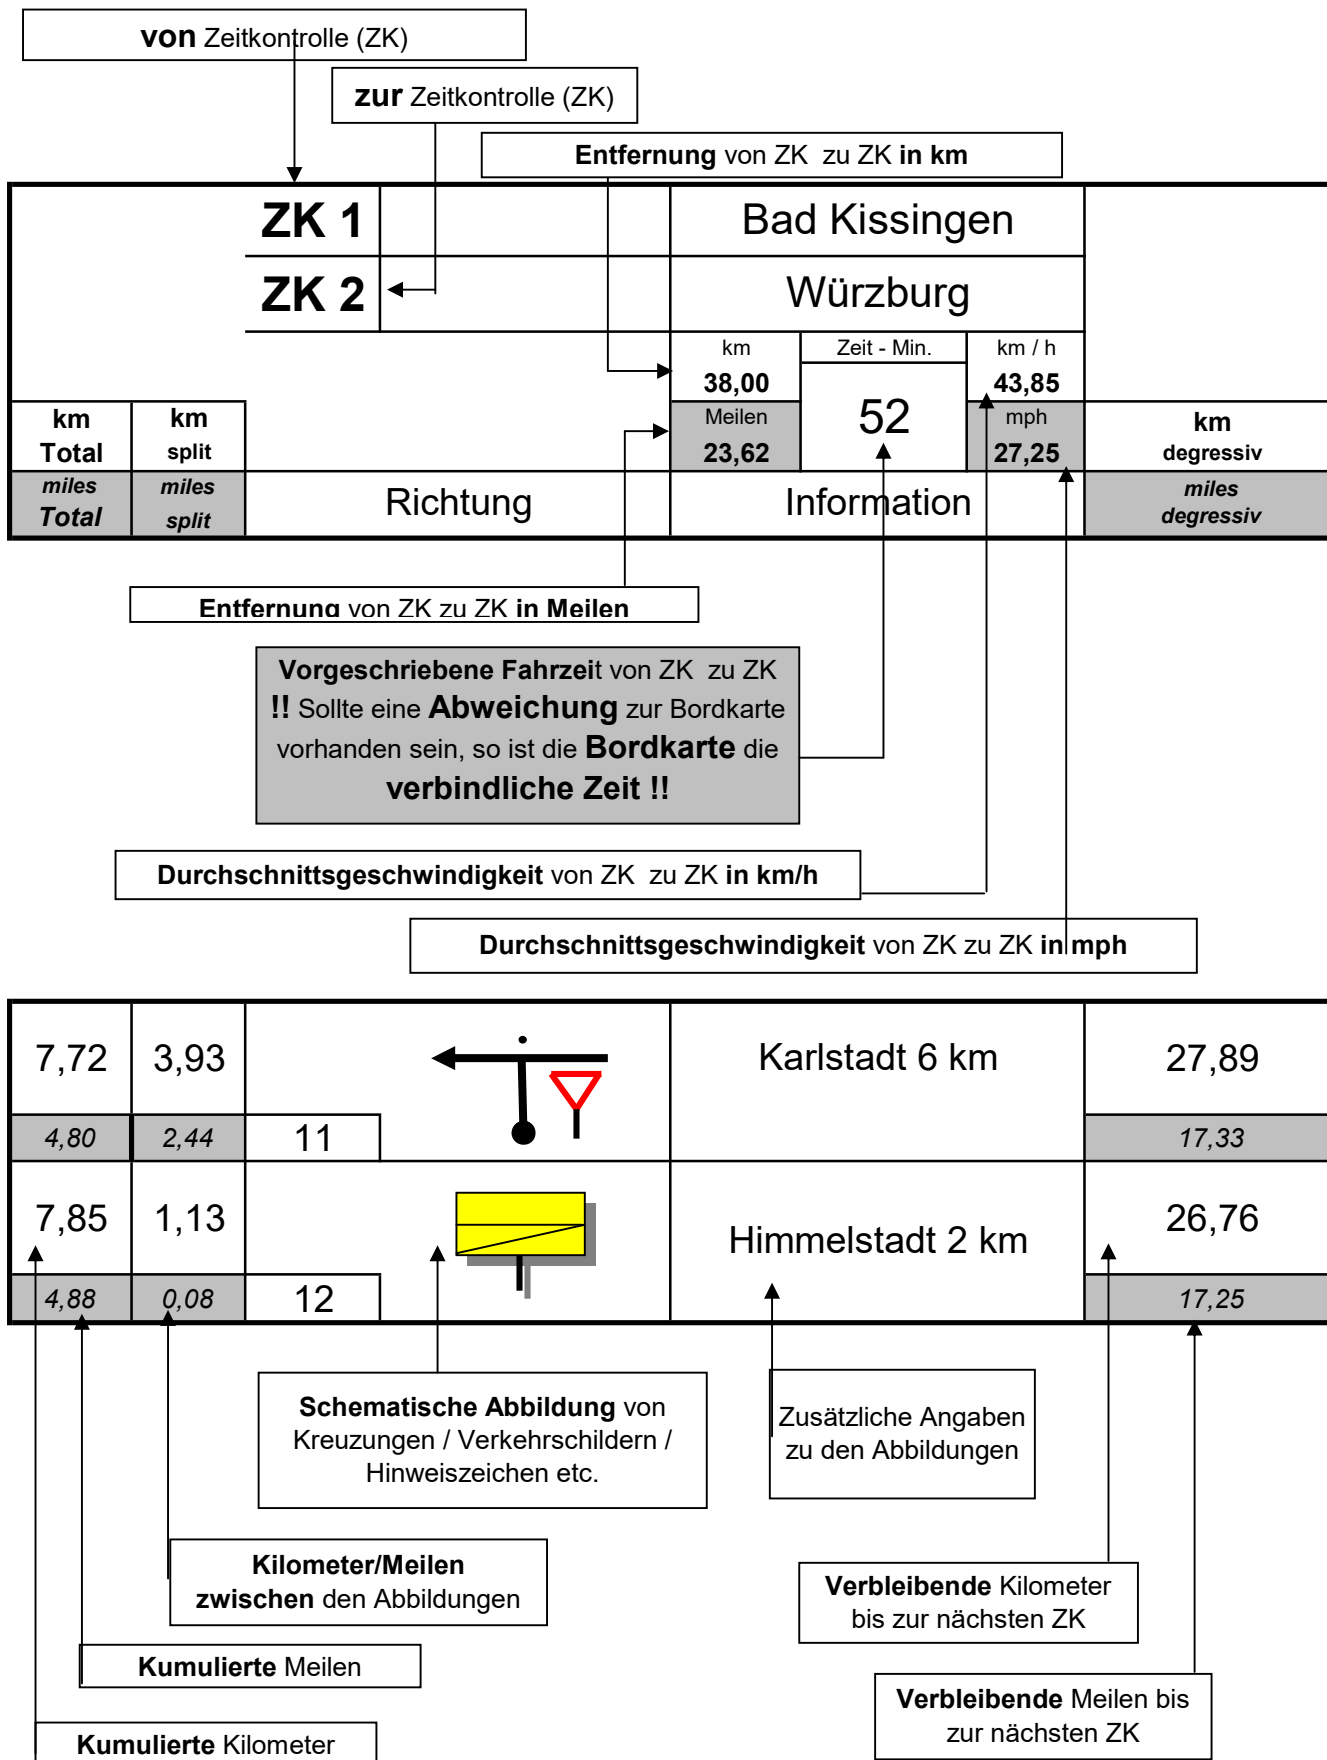 von Zeitkontrolle (ZK)
zur Zeitkontrolle (ZK)
Entfernung von ZK zu ZK in km
ZK 1
Bad Kissingen
ZK 2
Würzburg
km
Zeit - Min.
km / h
38,00
52
43,85
km
Total
km
split
Meilen
23,62
mph
27,25
km
degressiv
miles
Total
miles
split
Richtung
Information
miles
degressiv
Entfernung von ZK zu ZK in Meilen
Vorgeschriebene Fahrzeit von ZK zu ZK
!! Sollte eine Abweichung zur Bordkarte
vorhanden sein, so ist die Bordkarte die
verbindliche Zeit !!
Durchschnittsgeschwindigkeit von ZK zu ZK in km/h
Durchschnittsgeschwindigkeit von ZK zu ZK in mph
7,72
3,93
Karlstadt 6 km
27,89
4,80
2,44
11
17,33
7,85
1,13
Himmelstadt 2 km
26,76
4,88
0,08
12
17,25
Schematische Abbildung von
Kreuzungen / Verkehrschildern /
Hinweiszeichen etc.
Zusätzliche Angaben
zu den Abbildungen
Kilometer/Meilen
zwischen den Abbildungen
Verbleibende Kilometer
bis zur nächsten ZK
Kumulierte Meilen
Verbleibende Meilen bis
zur nächsten ZK
Kumulierte Kilometer